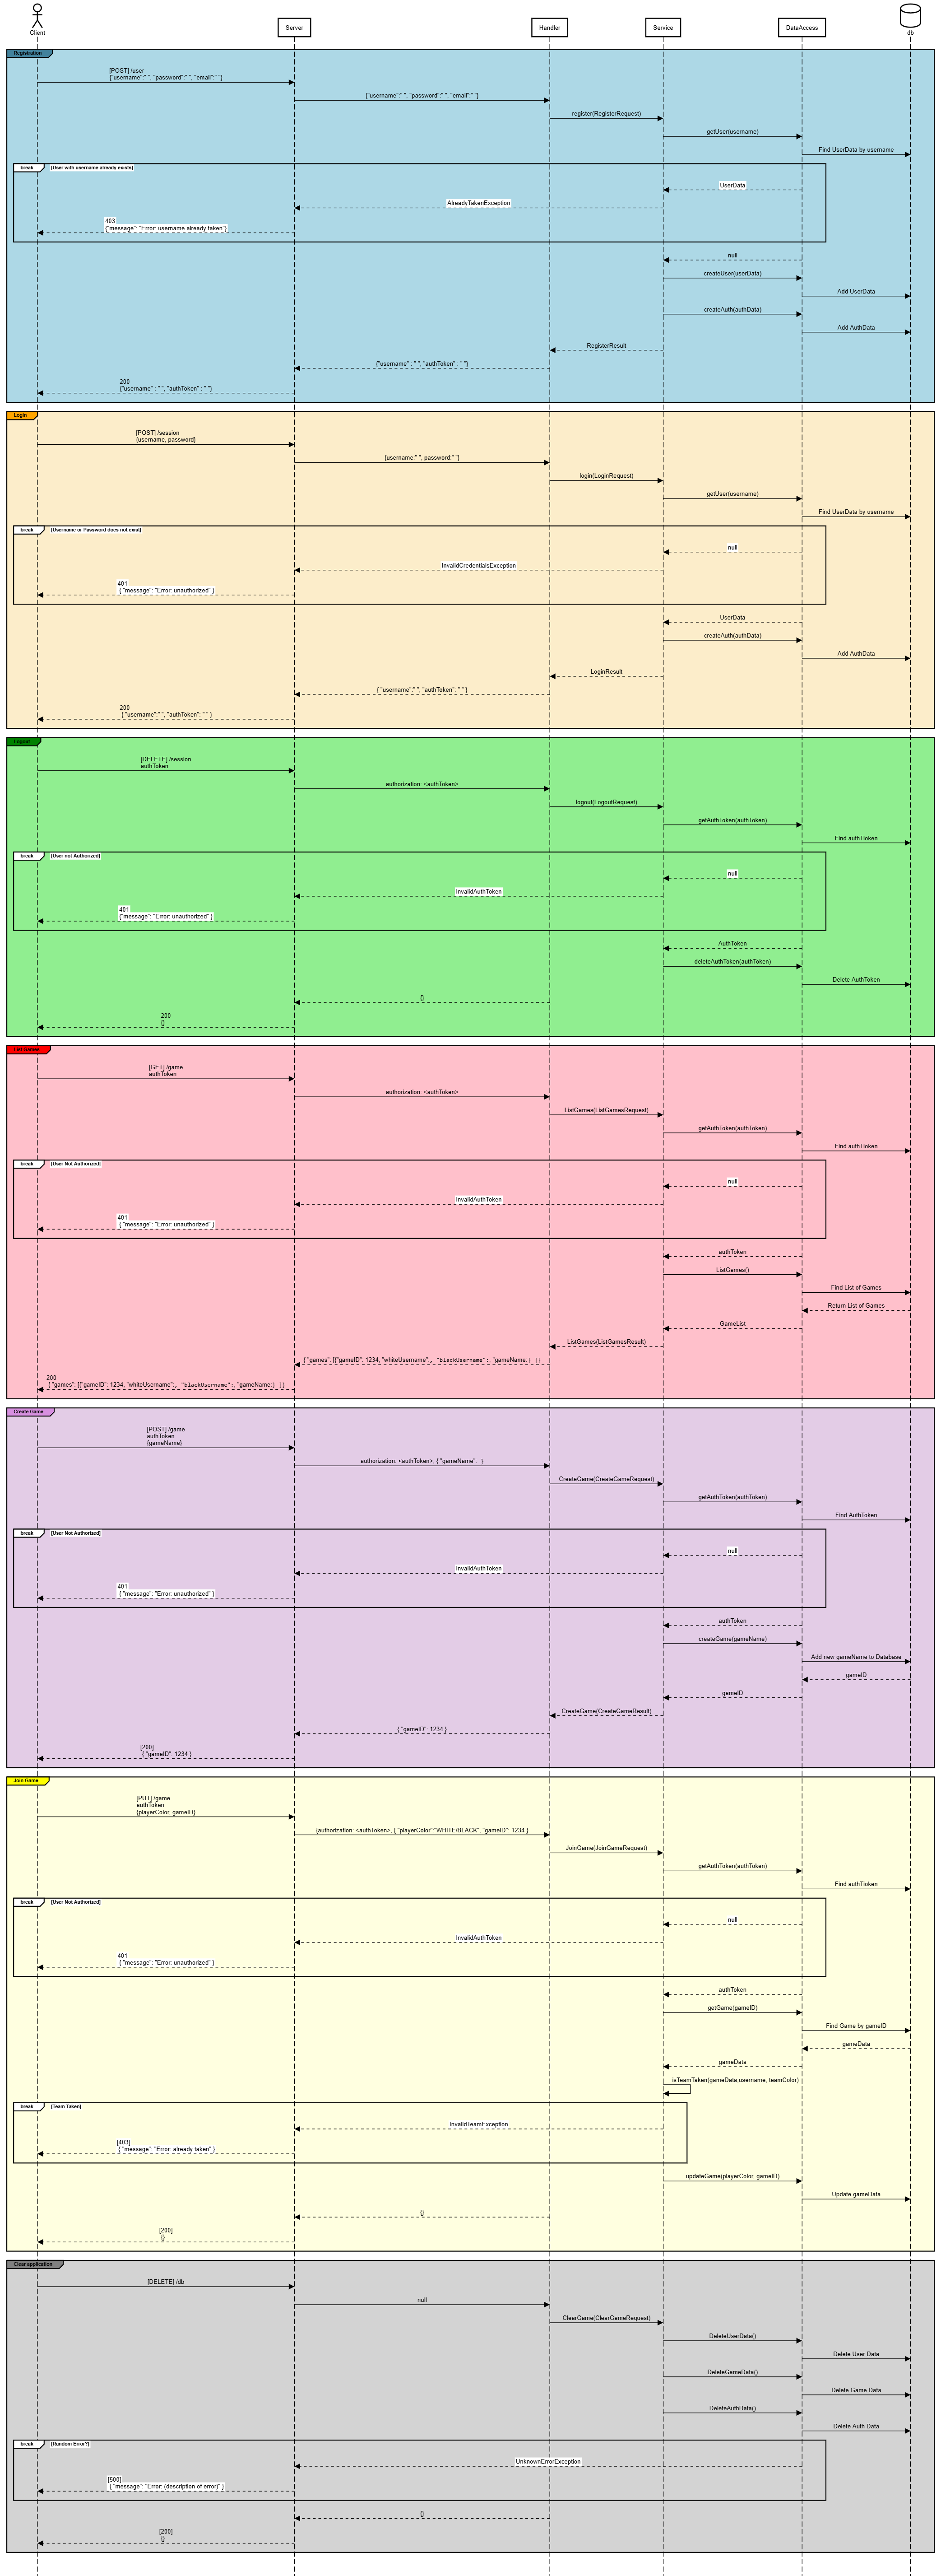 Client
Server
Handler
Service
DataAccess
db
Registration
[POST] /user
{"username":" ", "password":" ", "email":" "}
{"username":" ", "password":" ", "email":" "}
register(RegisterRequest)
getUser(username)
Find UserData by username
break
[User with username already exists]
UserData
AlreadyTakenException
403
{"message": "Error: username already taken"}
null
createUser(userData)
Add UserData
createAuth(authData)
Add AuthData
RegisterResult
{"username" : " ", "authToken" : " "}
200
{"username" : " ", "authToken" : " "}
Login
[POST] /session
{username, password}
{username:" ", password:" "}
login(LoginRequest)
getUser(username)
Find UserData by username
break
[Username or Password does not exist]
null
InvalidCredentialsException
401
{ "message": "Error: unauthorized" }
UserData
createAuth(authData)
Add AuthData
LoginResult
{ "username":" ", "authToken": " " }
200
{ "username":" ", "authToken": " " }
Logout
[DELETE] /session
authToken
authorization: <authToken>
logout(LogoutRequest)
getAuthToken(authToken)
Find authTioken
break
[User not Authorized]
null
InvalidAuthToken
401
{"message": "Error: unauthorized" }
AuthToken
deleteAuthToken(authToken)
Delete AuthToken
{}
200
{}
List Games
[GET] /game
authToken
authorization: <authToken>
ListGames(ListGamesRequest)
getAuthToken(authToken)
Find authTioken
break
[User Not Authorized]
null
InvalidAuthToken
401
{ "message": "Error: unauthorized" }
authToken
ListGames()
Find List of Games
Return List of Games
GameList
ListGames(ListGamesResult)
{ "games": [{"gameID": 1234, "whiteUsername":, "blackUsername":, "gameName:} ]}
200
{ "games": [{"gameID": 1234, "whiteUsername":, "blackUsername":, "gameName:} ]}
Create Game
[POST] /game
authToken
{gameName}
authorization: <authToken>, { "gameName": }
CreateGame(CreateGameRequest)
getAuthToken(authToken)
Find AuthToken
break
[User Not Authorized]
null
InvalidAuthToken
401
{ "message": "Error: unauthorized" }
authToken
createGame(gameName)
Add new gameName to Database
gameID
gameID
CreateGame(CreateGameResult)
{ "gameID": 1234 }
[200]
{ "gameID": 1234 }
Join Game
[PUT] /game
authToken
{playerColor, gameID}
{authorization: <authToken>, { "playerColor":"WHITE/BLACK", "gameID": 1234 }
JoinGame(JoinGameRequest)
getAuthToken(authToken)
Find authTioken
break
[User Not Authorized]
null
InvalidAuthToken
401
{ "message": "Error: unauthorized" }
authToken
getGame(gameID)
Find Game by gameID
gameData
gameData
isTeamTaken(gameData,username, teamColor)
break
[Team Taken]
InvalidTeamException
[403]
{ "message": "Error: already taken" }
updateGame(playerColor, gameID)
Update gameData
{}
[200]
{}
Clear application
[DELETE] /db
null
ClearGame(ClearGameRequest)
DeleteUserData()
Delete User Data
DeleteGameData()
Delete Game Data
DeleteAuthData()
Delete Auth Data
break
[Random Error?]
UnknownErrorException
[500]
{ "message": "Error: (description of error)" }
{}
[200]
{}